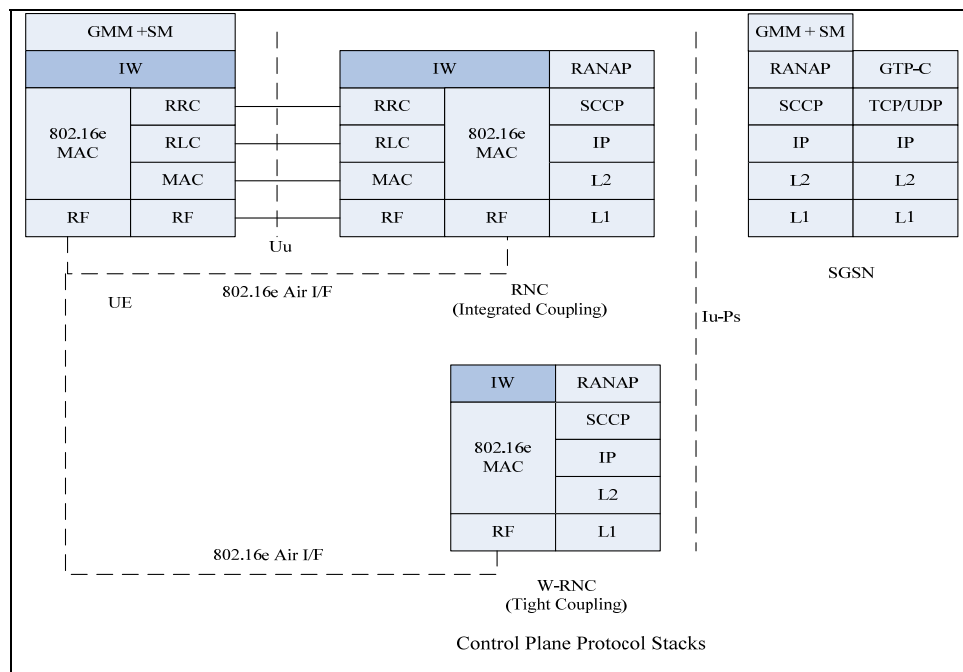 GMM +SM
GMM + SM
IW
IW
RANAP
RANAP
GTP-C
802.16e
MAC
RRC
RRC
802.16e
MAC
SCCP
SCCP
TCP/UDP
RLC
RLC
IP
IP
IP
MAC
MAC
L2
L2
L2
RF
RF
RF
RF
L1
L1
L1
Uu
SGSN
802.16e Air I/F
UE
RNC
(Integrated Coupling)
Iu-Ps
IW
RANAP
802.16e
MAC
SCCP
IP
L2
RF
L1
802.16e Air I/F
W-RNC
(Tight Coupling)
Control Plane Protocol Stacks